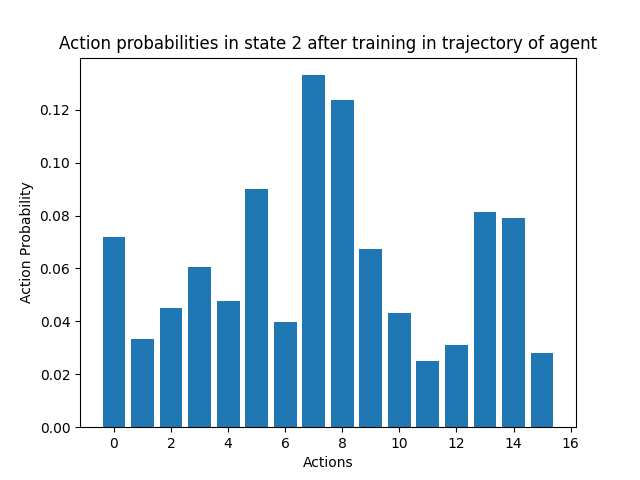 Action probabilities in state 2 after training in trajectory of agent
0.12
0.10
0.08
0.06
0.04
0.02
0.00
Action Probability
0 2 4 6 8 10 12 14 16
Actions